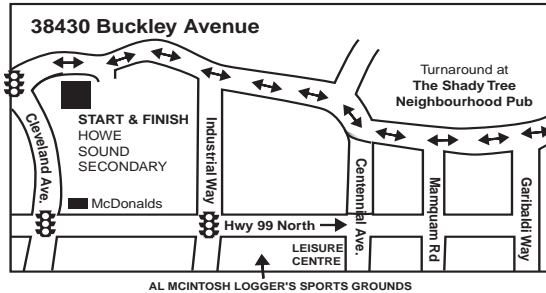 38430 Buckley Avenue
Turnaround at
The Shady Tree
Neighbourhood Pub
START & FINISH
HOWE
SOUND
SECONDARY
Cleveland Ave.
Industrial Way
McDonalds
Hwy 99 North
Centennial Ave.
Mamquam Rd
Garibaldi Way
LEISURE
CENTRE
AL MCINTOSH LOGGER'S SPORTS GROUNDS